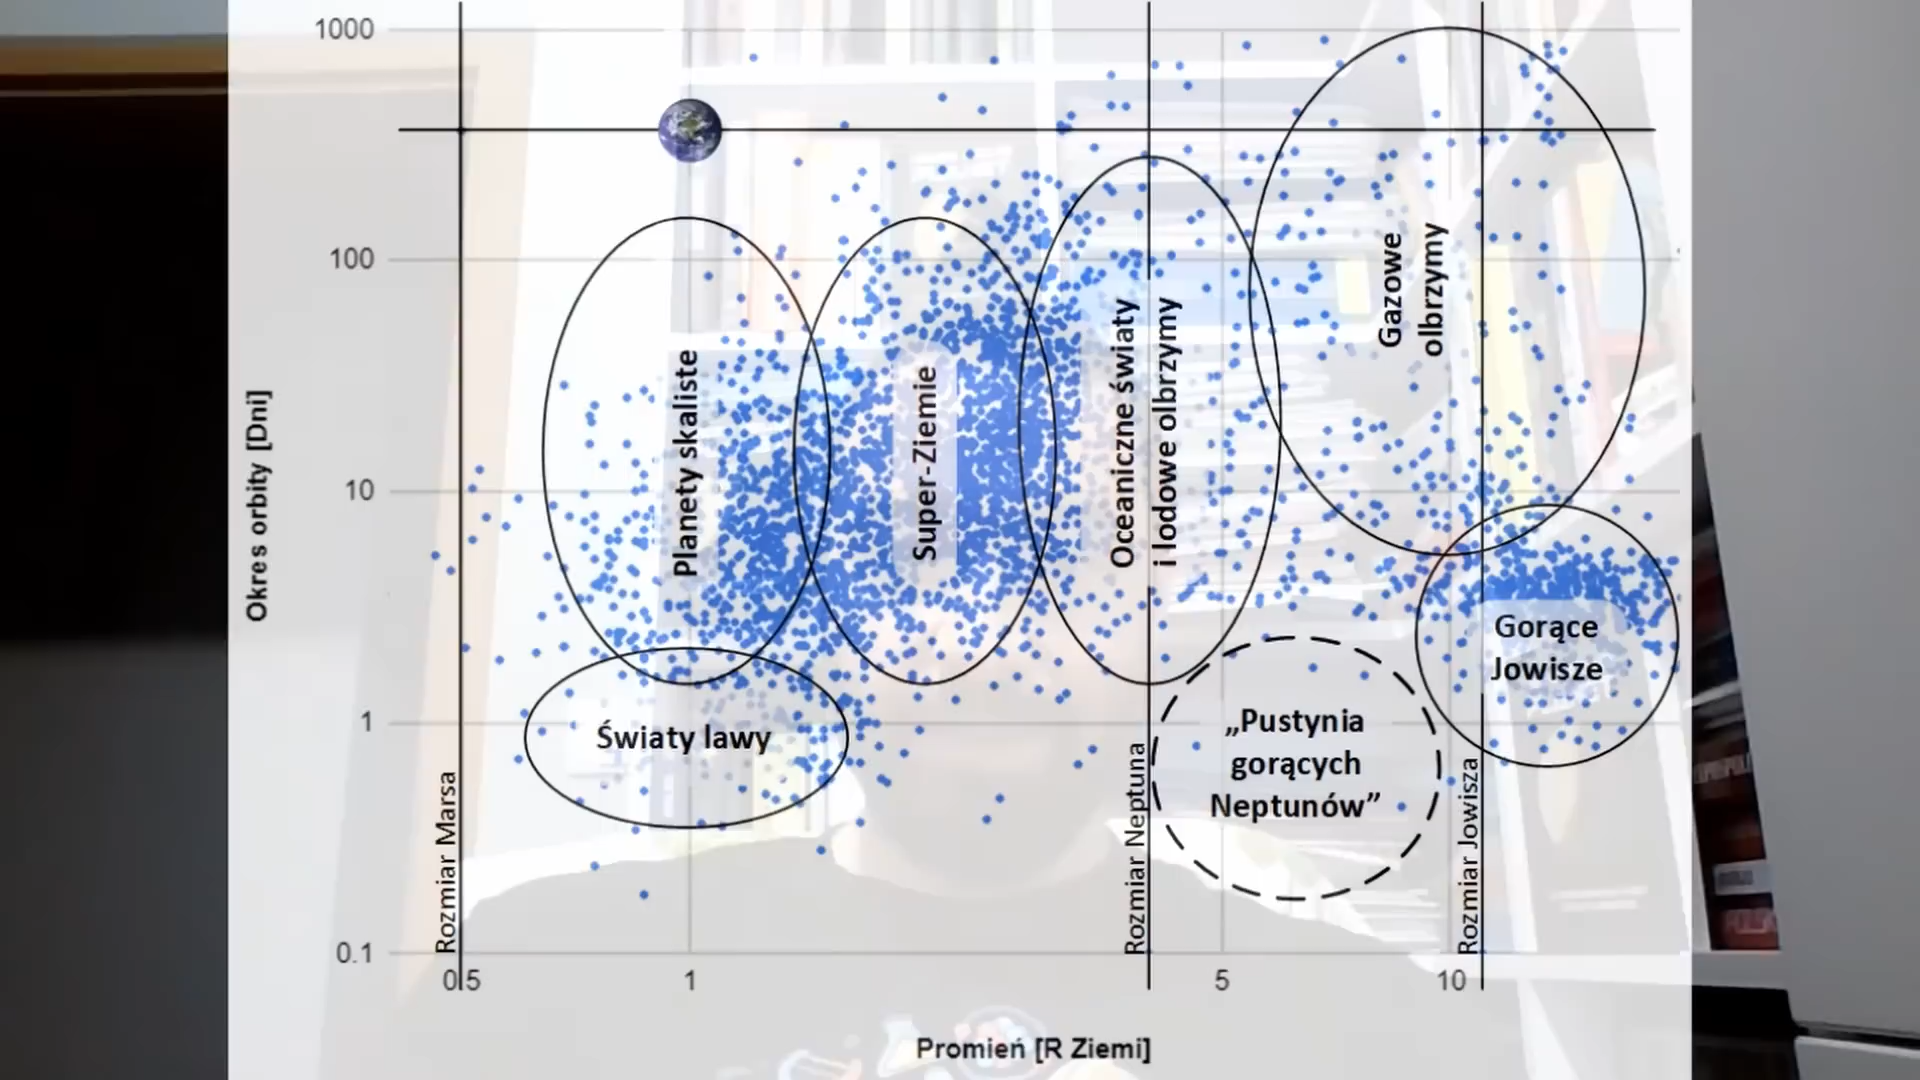 1000
100
10
1
0.1
Okres orbity [Dni]
0.5
1
5
10
Promień [R Ziemi]
Rozmiar Marsa
Rozmiar Neptuna
Rozmiar Jowisza
Planety skaliste
Super-Ziemie
Oceaniczne światy
i lodowe olbrzymy
Gazowe
olbrzymy
Gorące
Jowisze
Światy lawy
„Pustynia
gorących
Neptunów”